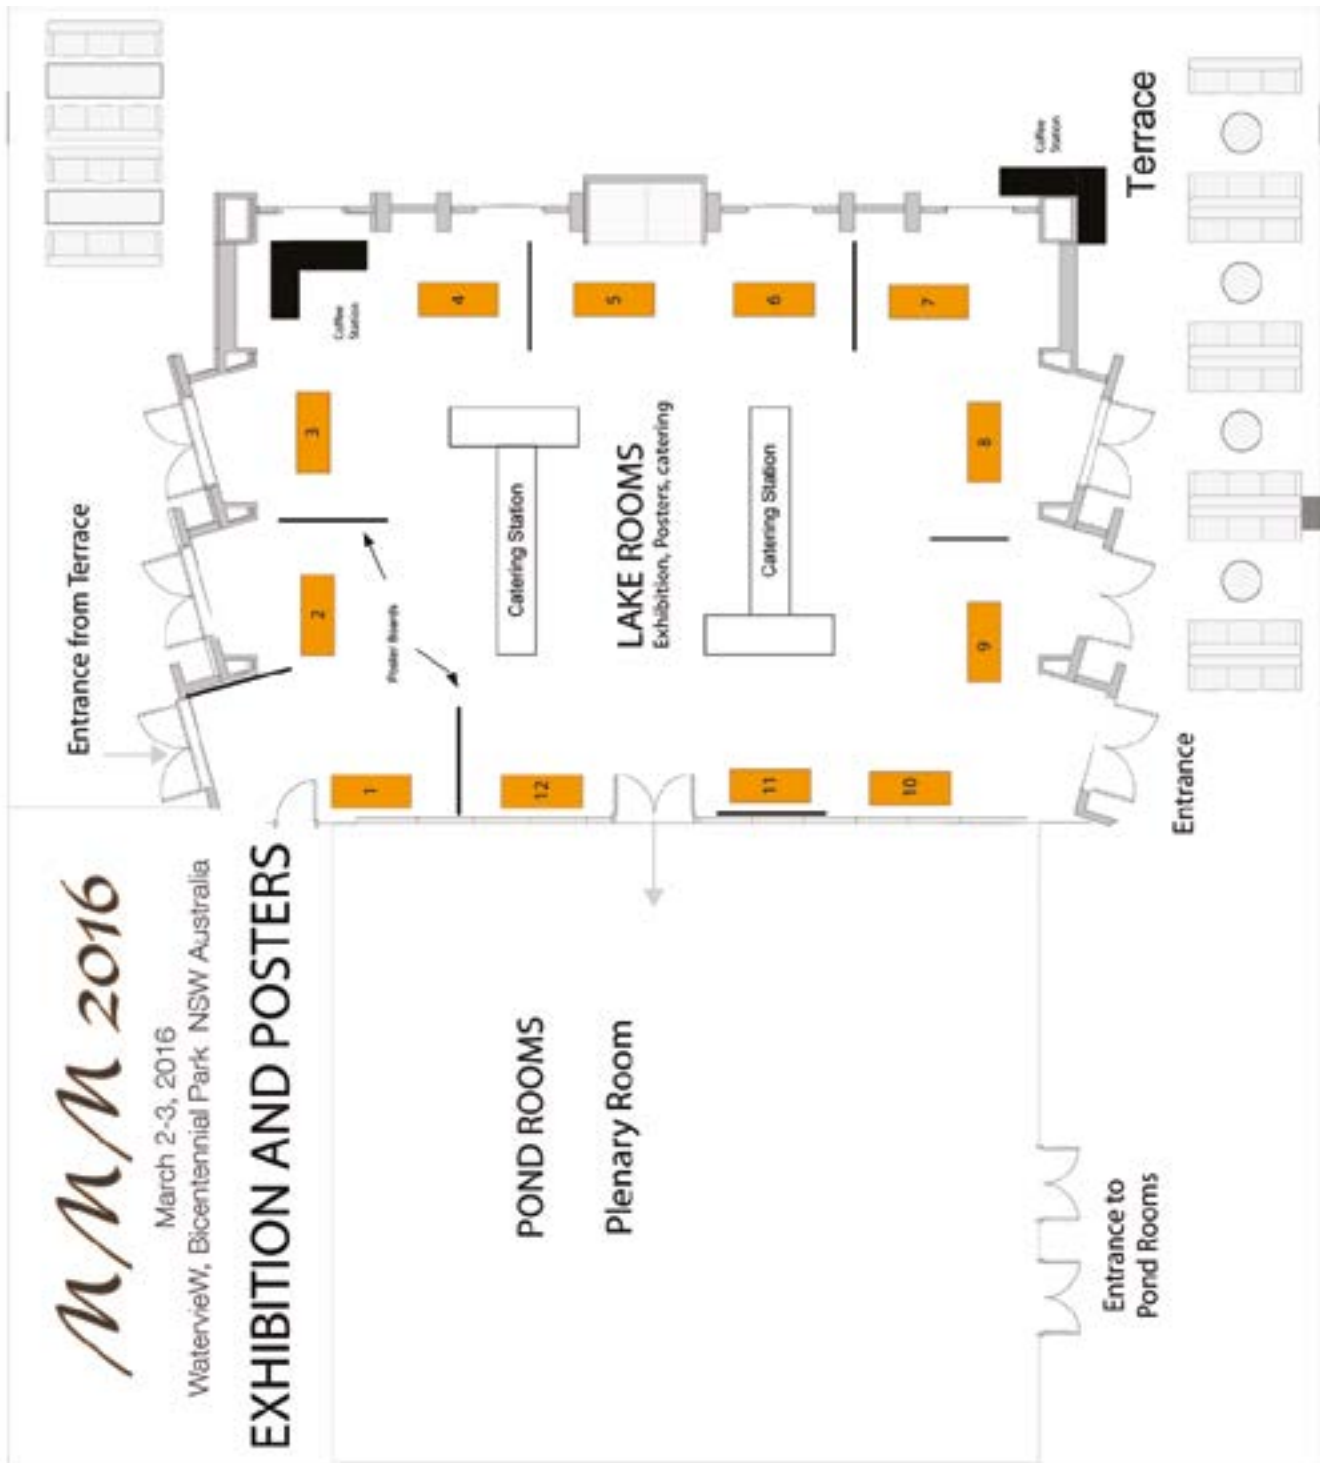 MMM 2016
March 2-3, 2016
WatervieW, Bicentennial Park NSW Australia
EXHIBITION AND POSTERS
Entrance from Terrace
POND ROOMS
Plenary Room
Entrance to
Pond Rooms
LAKE ROOMS
Exhibition, Posters, catering
Catering Station
Catering Station
Poster Boards
Coffee
Station
Coffee
Station
Terrace
Entrance
1
2
3
4
5
6
7
8
9
10
11
12